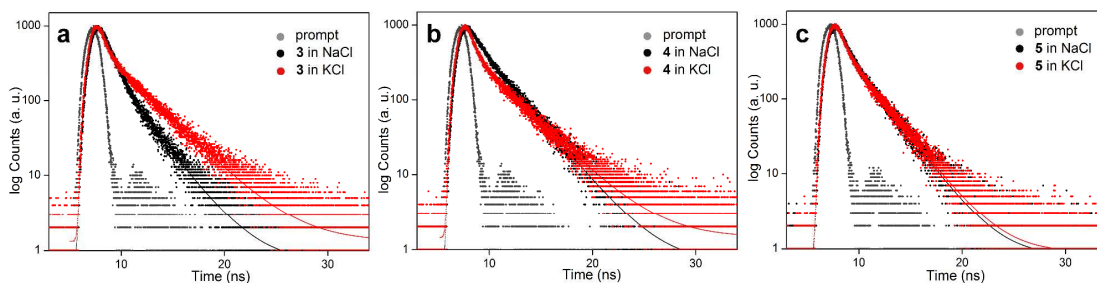 a
prompt
3 in NaCl
3 in KCl
log Counts (a. u.)
1000
100
10
1
10
20
30
Time (ns)
b
prompt
4 in NaCl
4 in KCl
log Counts (a. u.)
1000
100
10
1
10
20
30
Time (ns)
c
prompt
5 in NaCl
5 in KCl
log Counts (a. u.)
1000
100
10
1
10
20
30
Time (ns)